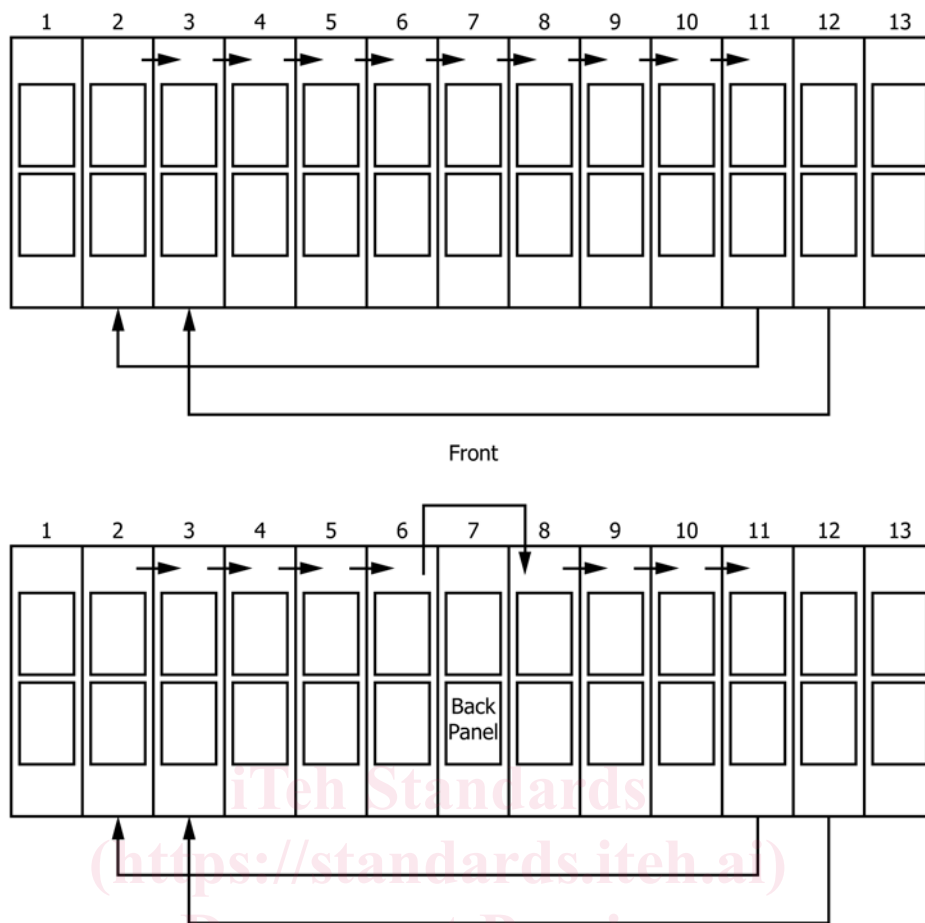 1 2 3 4 5 6 7 8 9 10 11 12 13
Front
1 2 3 4 5 6 7 8 9 10 11 12 13
Back
Panel
iTeh Standards
(https://standards.iteh.ai)